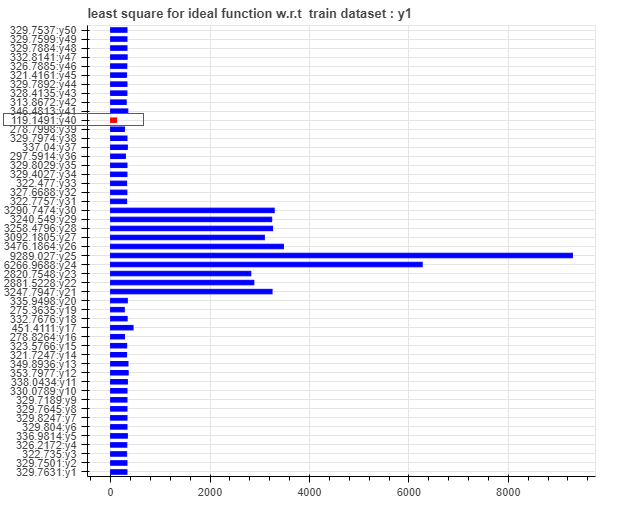 least square for ideal function w.r.t  train dataset : y1
329.7537:y50
329.7599:y49
329.7884:y48
332.8141:y47
326.7885:y46
321.4161:y45
329.7892:y44
328.4135:y43
313.8672:y42
346.4813:y41
119.1491:y40
278.7998:y39
329.7974:y38
337.04:y37
297.5914:y36
329.8029:y35
329.4027:y34
322.477:y33
327.6688:y32
322.7757:y31
3290.7474:y30
3240.549:y29
3258.4796:y28
3092.1805:y27
3476.1864:y26
9289.027:y25
6266.9688:y24
2820.7548:y23
2881.5228:y22
3247.7947:y21
335.9498:y20
275.3635:y19
332.7676:y18
451.4111:y17
278.8264:y16
323.5766:y15
321.7247:y14
349.8936:y13
353.7977:y12
338.0434:y11
330.0789:y10
329.7189:y9
329.7645:y8
329.8247:y7
329.804:y6
336.9814:y5
326.2172:y4
322.735:y3
329.7501:y2
329.7631:y1
0 2000 4000 6000 8000